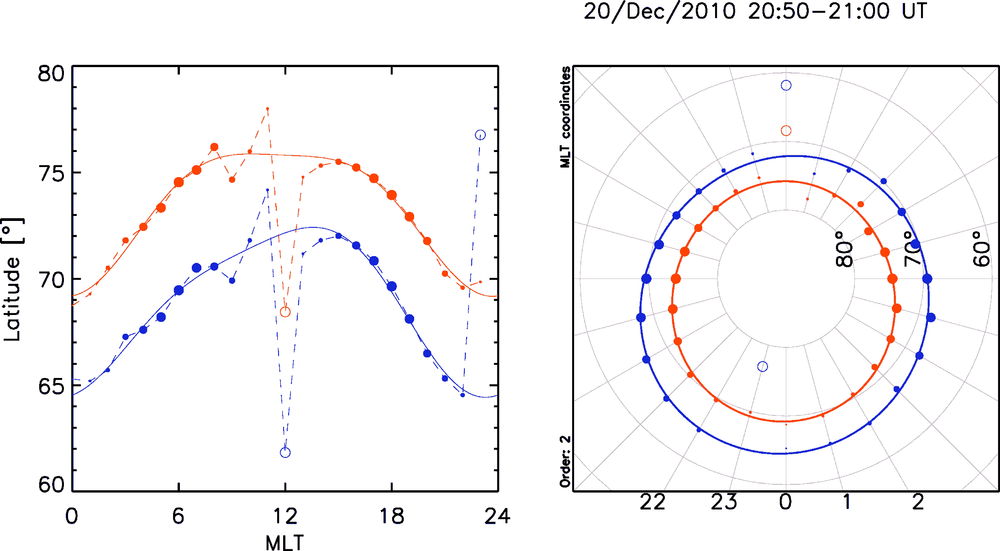 20/Dec/2010 20:50-21:00 UT
80
75
70
65
60
Latitude [°]
0 6 12 18 24
MLT
MLT coordinates
Order: 2
80° 70° 60°
22 23 0 1 2